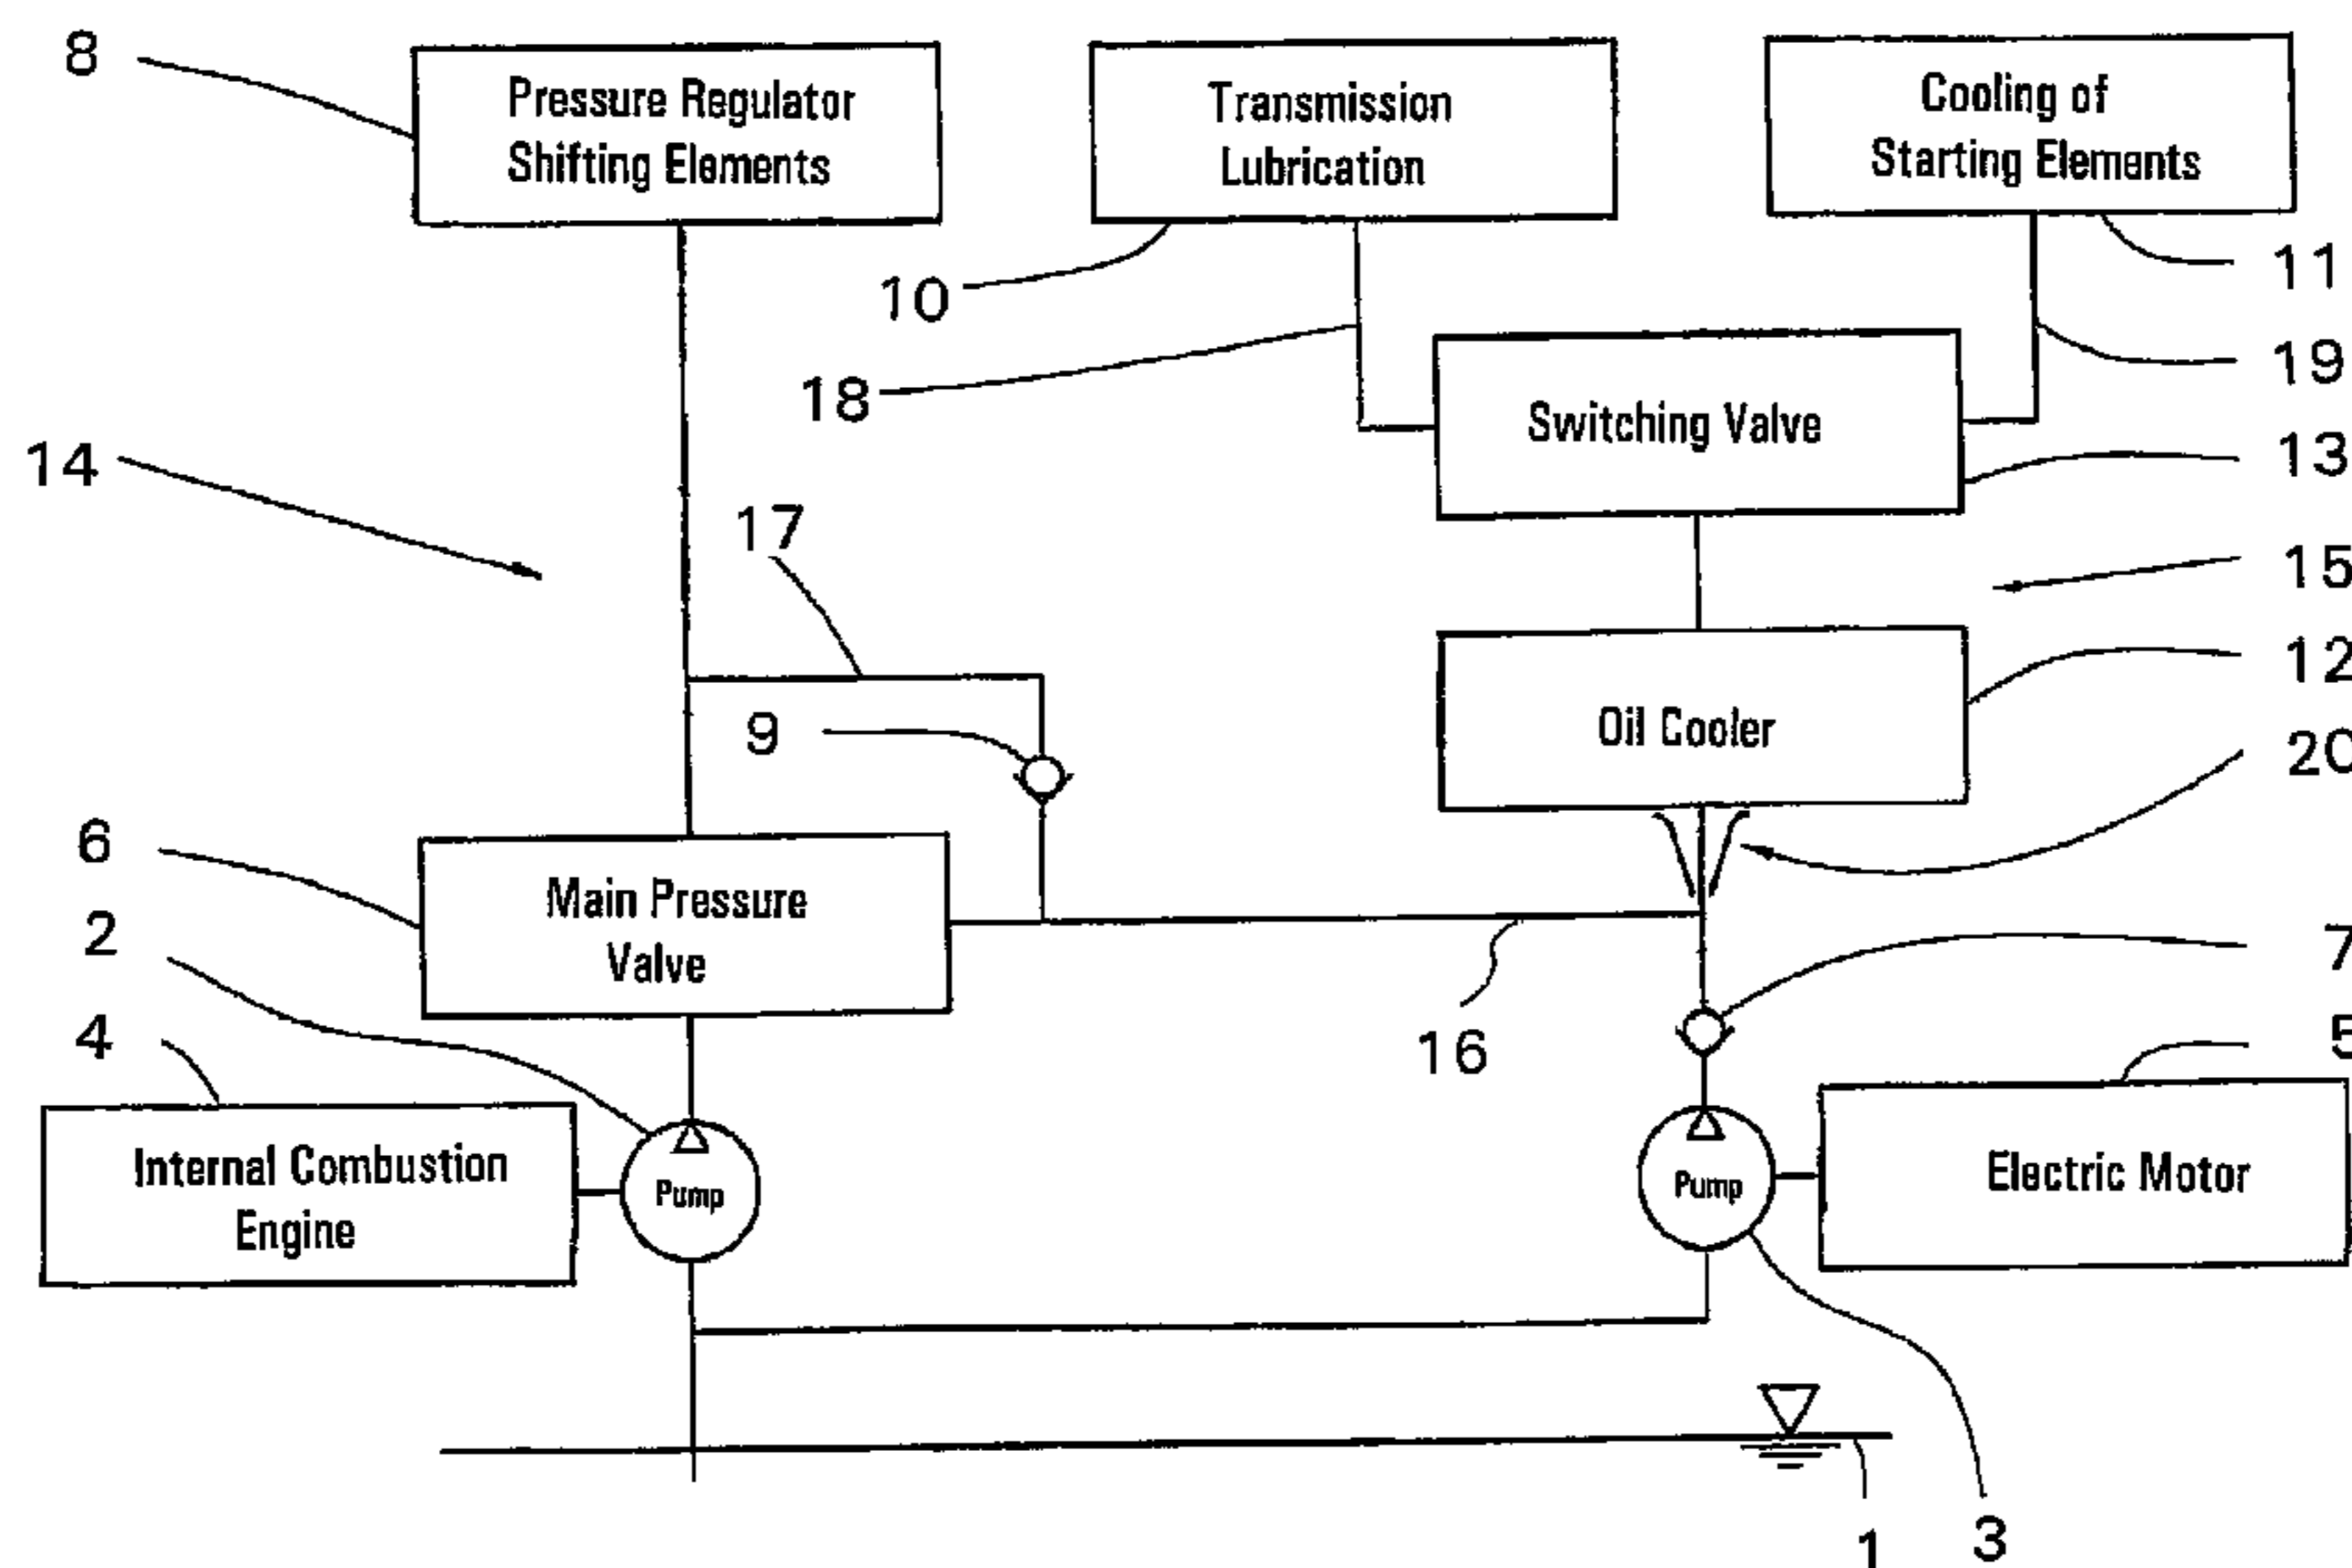 8
Pressure Regulator
Shifting Elements
Transmission
Lubrication
Cooling of
Starting Elements
10
11
18
19
Switching Valve
13
14
17
15
12
9
Oil Cooler
20
6
Main Pressure
Valve
2
7
4
16
5
Internal Combustion
Engine
Pump
Pump
Electric Motor
1
3